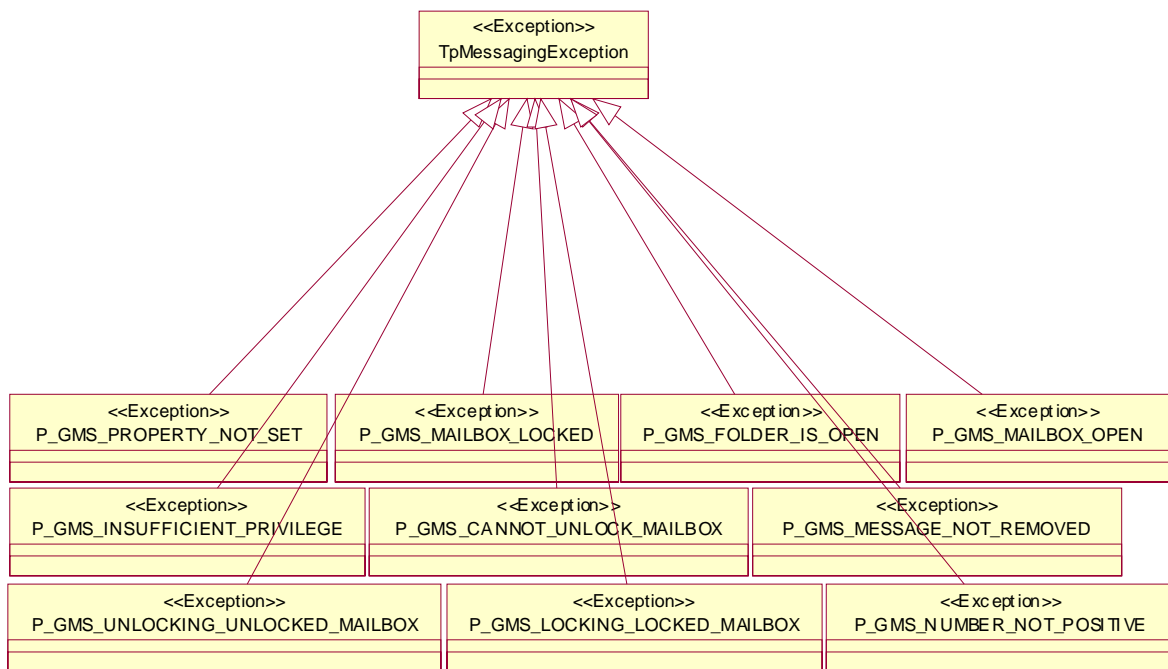 <<Exception>>
TpMessagingException
<<Exception>>
P_GMS_PROPERTY_NOT_SET
<<Exception>>
P_GMS_MAILBOX_LOCKED
<<Exception>>
P_GMS_FOLDER_IS_OPEN
<<Exception>>
P_GMS_MAILBOX_OPEN
<<Exception>>
P_GMS_INSUFFICIENT_PRIVILEGE
<<Exception>>
P_GMS_CANNOT_UNLOCK_MAILBOX
<<Exception>>
P_GMS_MESSAGE_NOT_REMOVED
<<Exception>>
P_GMS_UNLOCKING_UNLOCKED_MAILBOX
<<Exception>>
P_GMS_LOCKING_LOCKED_MAILBOX
<<Exception>>
P_GMS_NUMBER_NOT_POSITIVE